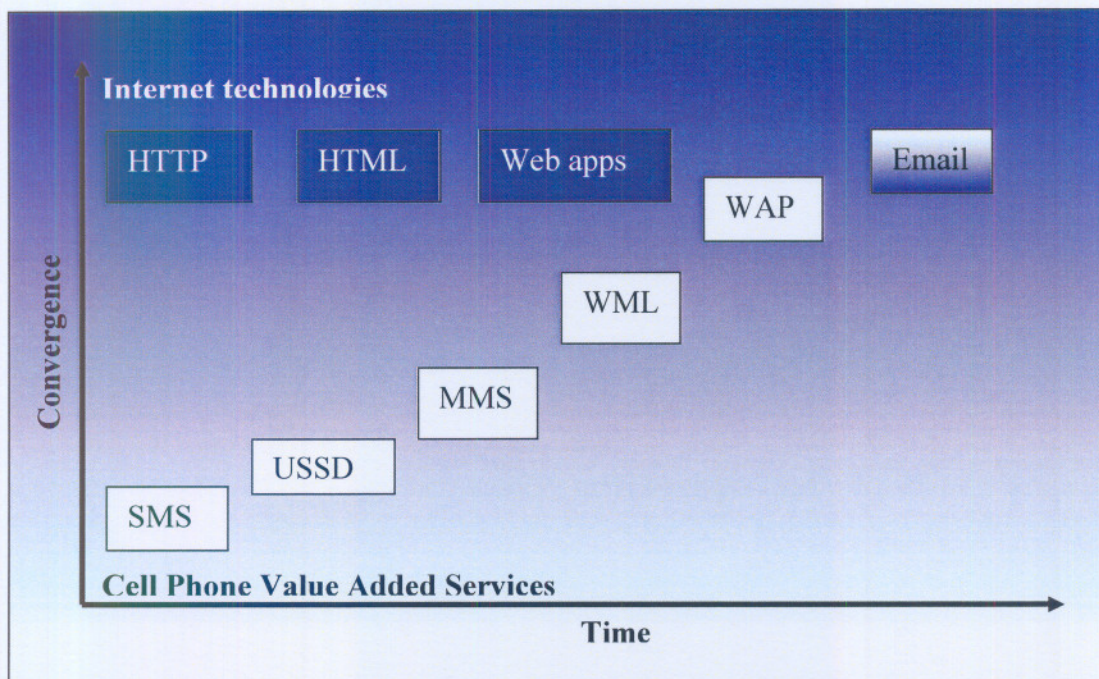 Internet technologies
HTTP
HTML
Web apps
Email
WAP
WML
MMS
USSD
SMS
Cell Phone Value Added Services
Convergence
Time